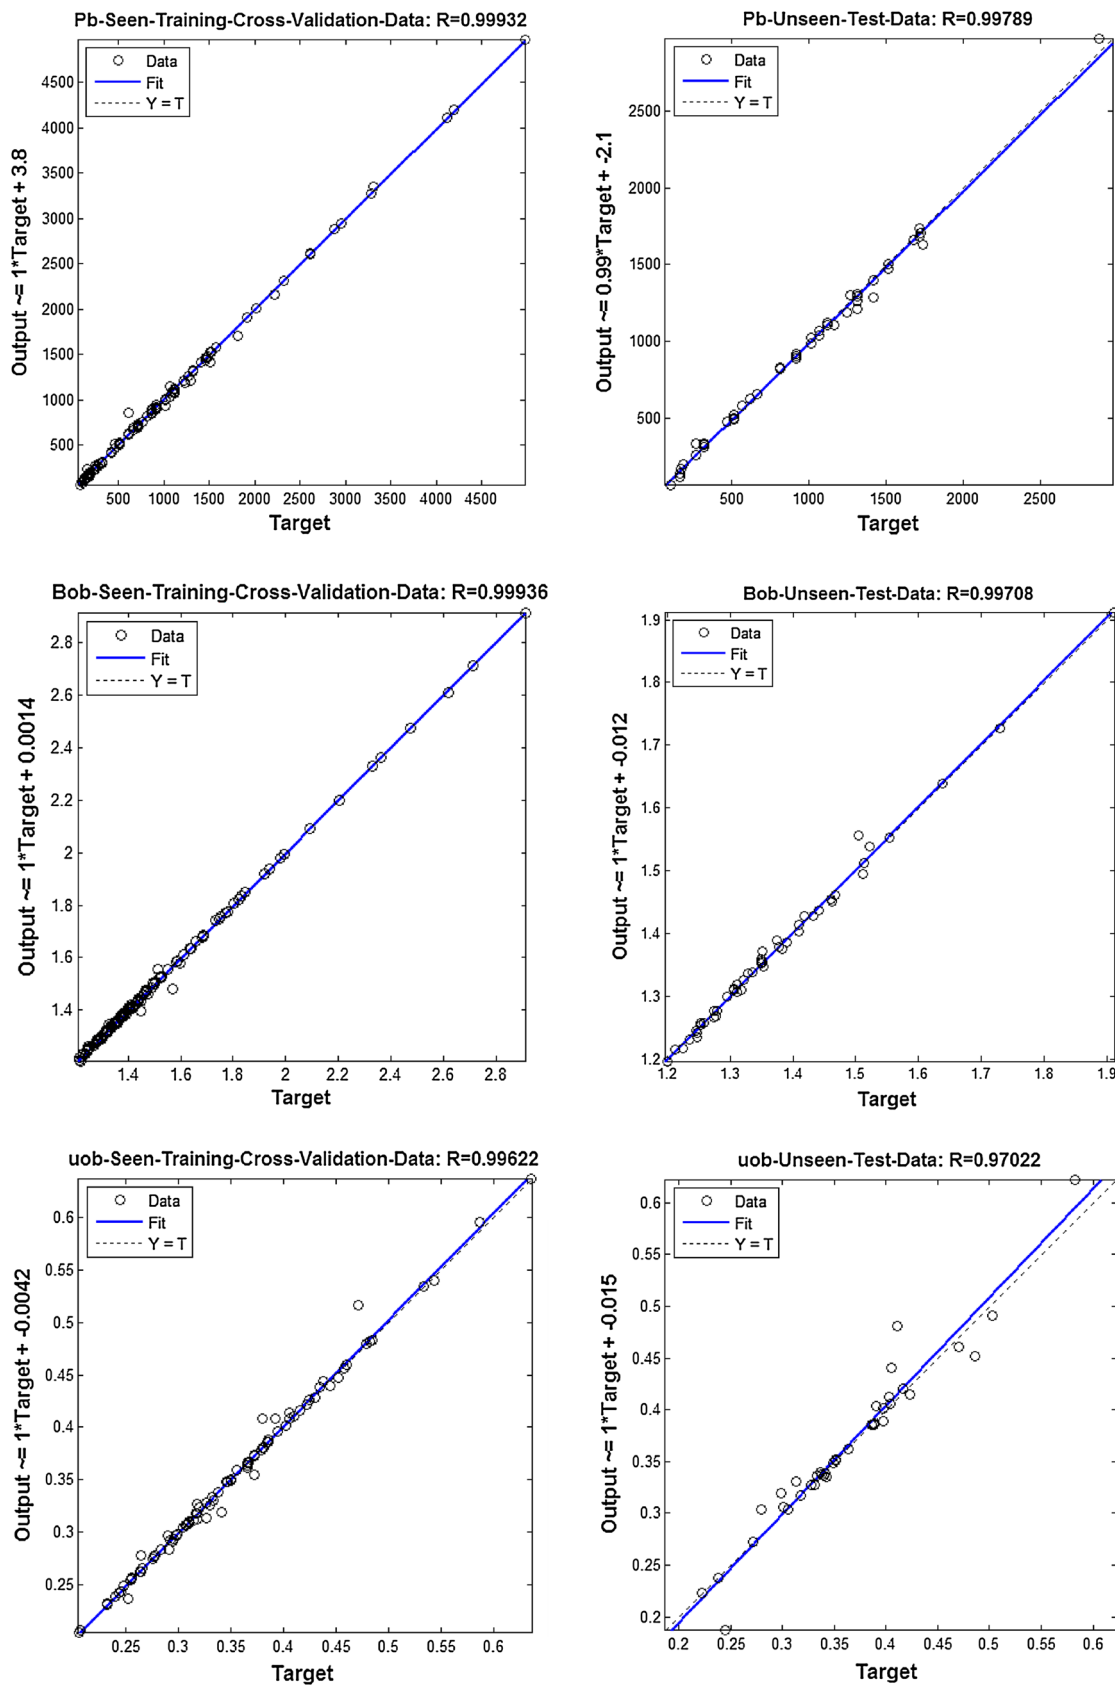 Pb-Seen-Training-Cross-Validation-Data: R=0.99932
Data
Fit
Y = T
4500
4000
3500
3000
2500
2000
1500
1000
500
500 1000 1500 2000 2500 3000 3500 4000 4500
Target
Output ~= 1*Target + 3.8
Pb-Unseen-Test-Data: R=0.99789
Data
Fit
Y = T
2500
2000
1500
1000
500
500 1000 1500 2000 2500
Target
Output ~= 0.99*Target + -2.1
Bob-Seen-Training-Cross-Validation-Data: R=0.99936
Data
Fit
Y = T
2.8
2.6
2.4
2.2
2
1.8
1.6
1.4
1.4 1.6 1.8 2 2.2 2.4 2.6 2.8
Target
Output ~= 1*Target + 0.0014
Bob-Unseen-Test-Data: R=0.99708
Data
Fit
Y = T
1.9
1.8
1.7
1.6
1.5
1.4
1.3
1.2
1.2 1.3 1.4 1.5 1.6 1.7 1.8 1.9
Target
Output ~= 1*Target + -0.012
uob-Seen-Training-Cross-Validation-Data: R=0.99622
Data
Fit
Y = T
0.6
0.55
0.5
0.45
0.4
0.35
0.3
0.25
0.25 0.3 0.35 0.4 0.45 0.5 0.55 0.6
Target
Output ~= 1*Target + -0.0042
uob-Unseen-Test-Data: R=0.97022
Data
Fit
Y = T
0.6
0.55
0.5
0.45
0.4
0.35
0.3
0.25
0.2
0.2 0.25 0.3 0.35 0.4 0.45 0.5 0.55 0.6
Target
Output ~= 1*Target + -0.015